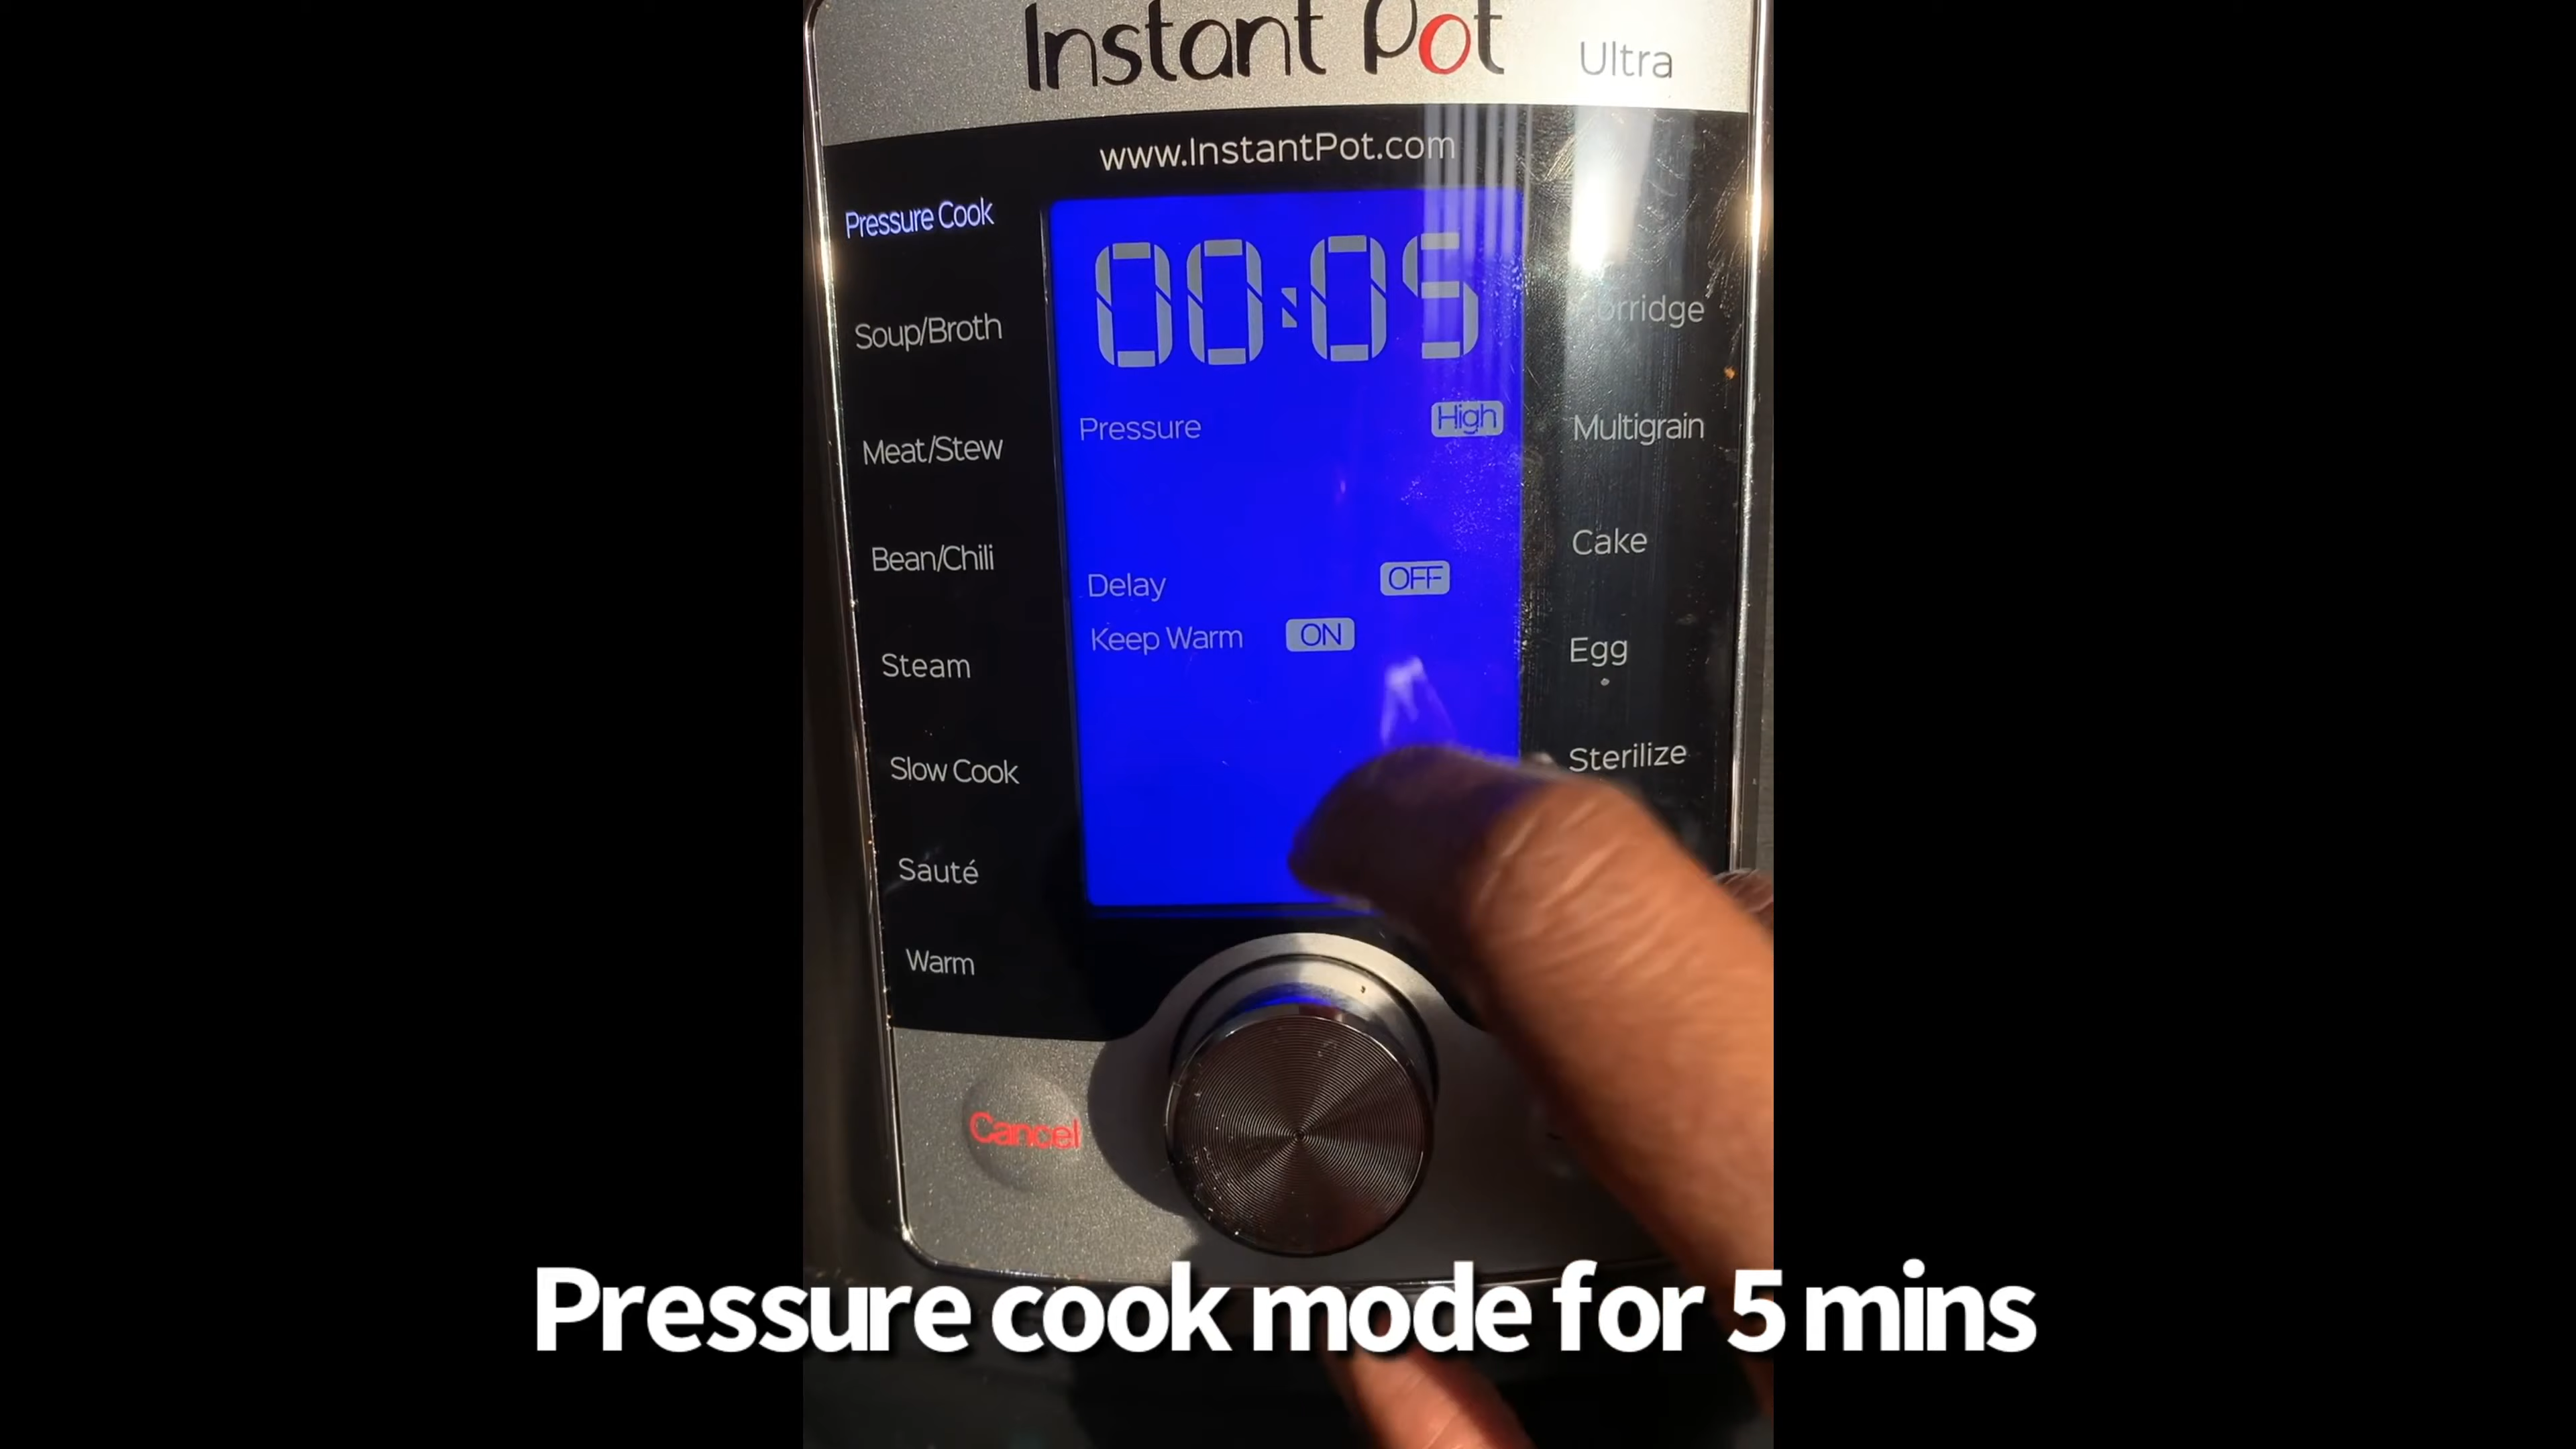 Instant Pot Ultra
www.InstantPot.com
Pressure Cook
Soup/Broth
Meat/Stew
Bean/Chili
Steam
Slow Cook
Sauté
Warm
00:05
Pressure High
Delay OFF
Keep Warm ON
Porridge
Multigrain
Cake
Egg
Sterilize
Cancel
Pressure cook mode for 5 mins